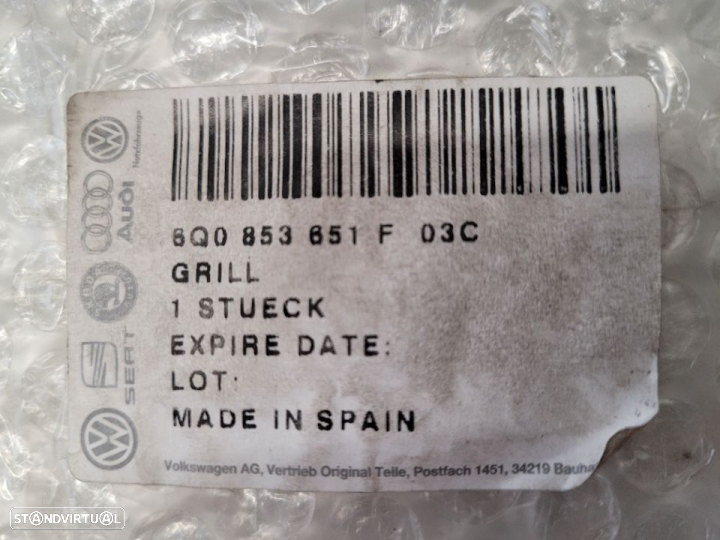 6Q0 853 651 F 03C
GRILL
1 STUECK
EXPIRE DATE:
LOT:
MADE IN SPAIN
Volkswagen AG, Vertrieb Original Teile, Postfach 1451, 34219
Nutzfahrzeuge
AUDI
SEAT
STANDVIRTUAL